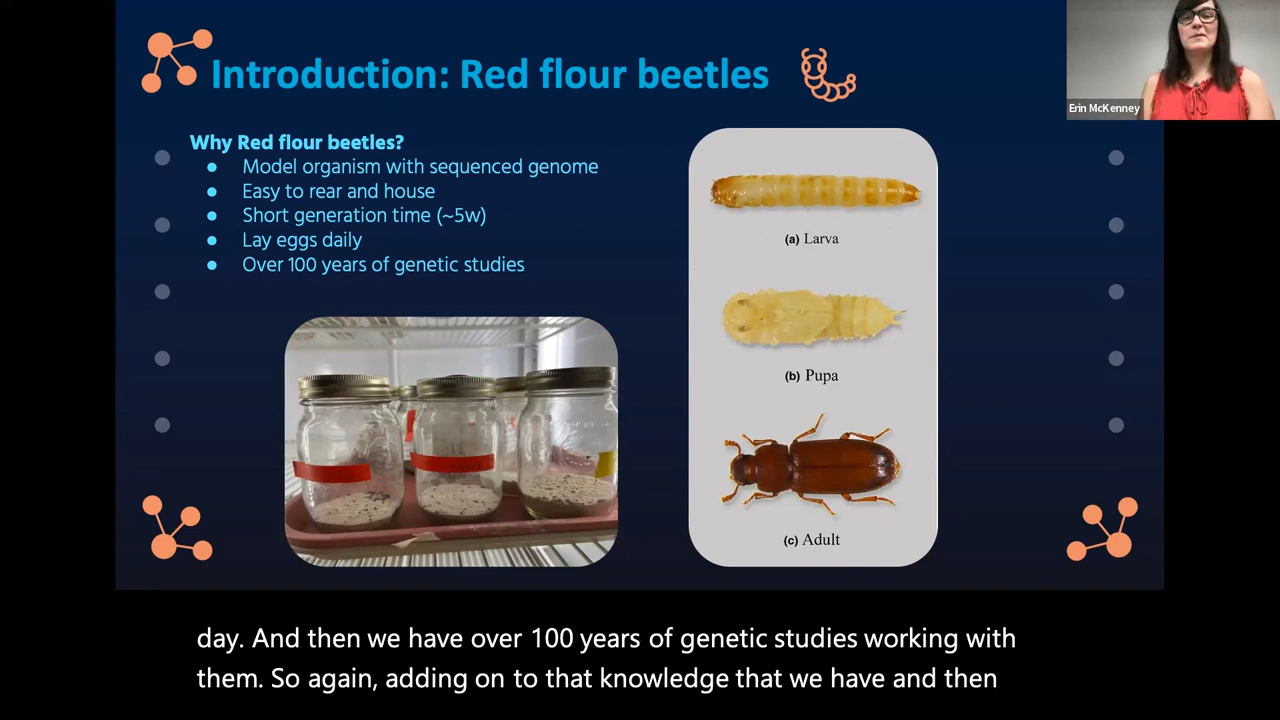 Introduction: Red flour beetles
Erin McKenney
Why Red flour beetles?
● Model organism with sequenced genome
● Easy to rear and house
● Short generation time (~5w)
● Lay eggs daily
● Over 100 years of genetic studies
(a) Larva
(b) Pupa
(c) Adult
day. And then we have over 100 years of genetic studies working with
them. So again, adding on to that knowledge that we have and then